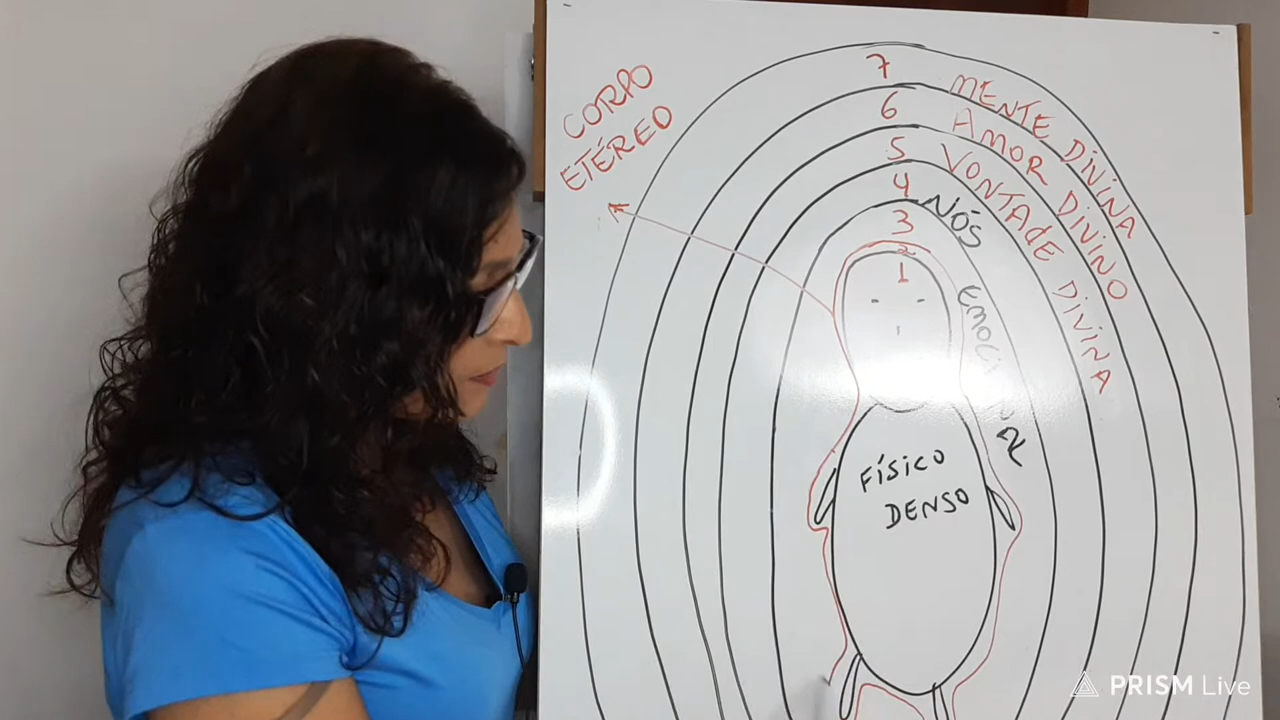 CORPO
ETÉREO
7 MENTE DIVINA
6 AMOR DIVINO
5 VONTADE DIVINA
4 NÓS
3
2
1
FÍSICO
DENSO
PRISM Live